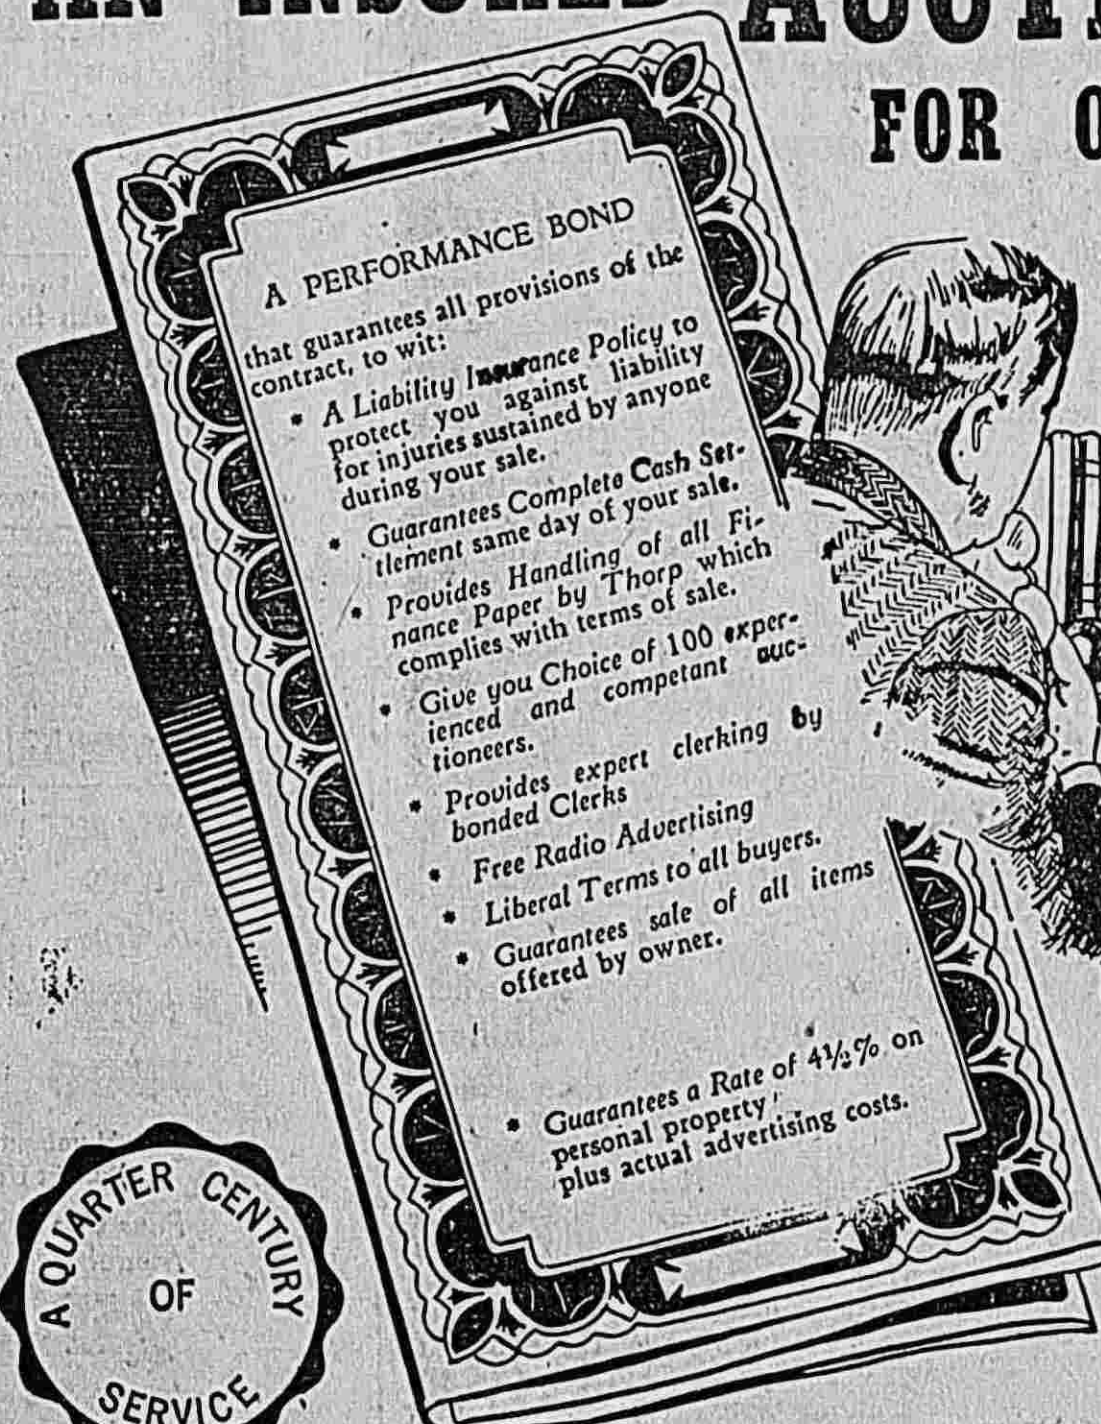 AN INSURED AUCTI
FOR O
A PERFORMANCE BOND
that guarantees all provisions of the
contract, to wit:
* A Liability Insurance Policy to
protect you against liability
for injuries sustained by anyone
during your sale.
* Guarantees Complete Cash Set-
tlement same day of your sale.
* Provides Handling of all Fi-
nance Paper by Thorp which
complies with terms of sale.
* Give you Choice of 100 exper-
ienced and competant auc-
tioneers.
* Provides expert clerking by
bonded Clerks
* Free Radio Advertising
* Liberal Terms to all buyers.
* Guarantees sale of all items
offered by owner.
* Guarantees a Rate of 4½% on
personal property
plus actual advertising costs.
A QUARTER CENTURY
OF
SERVICE